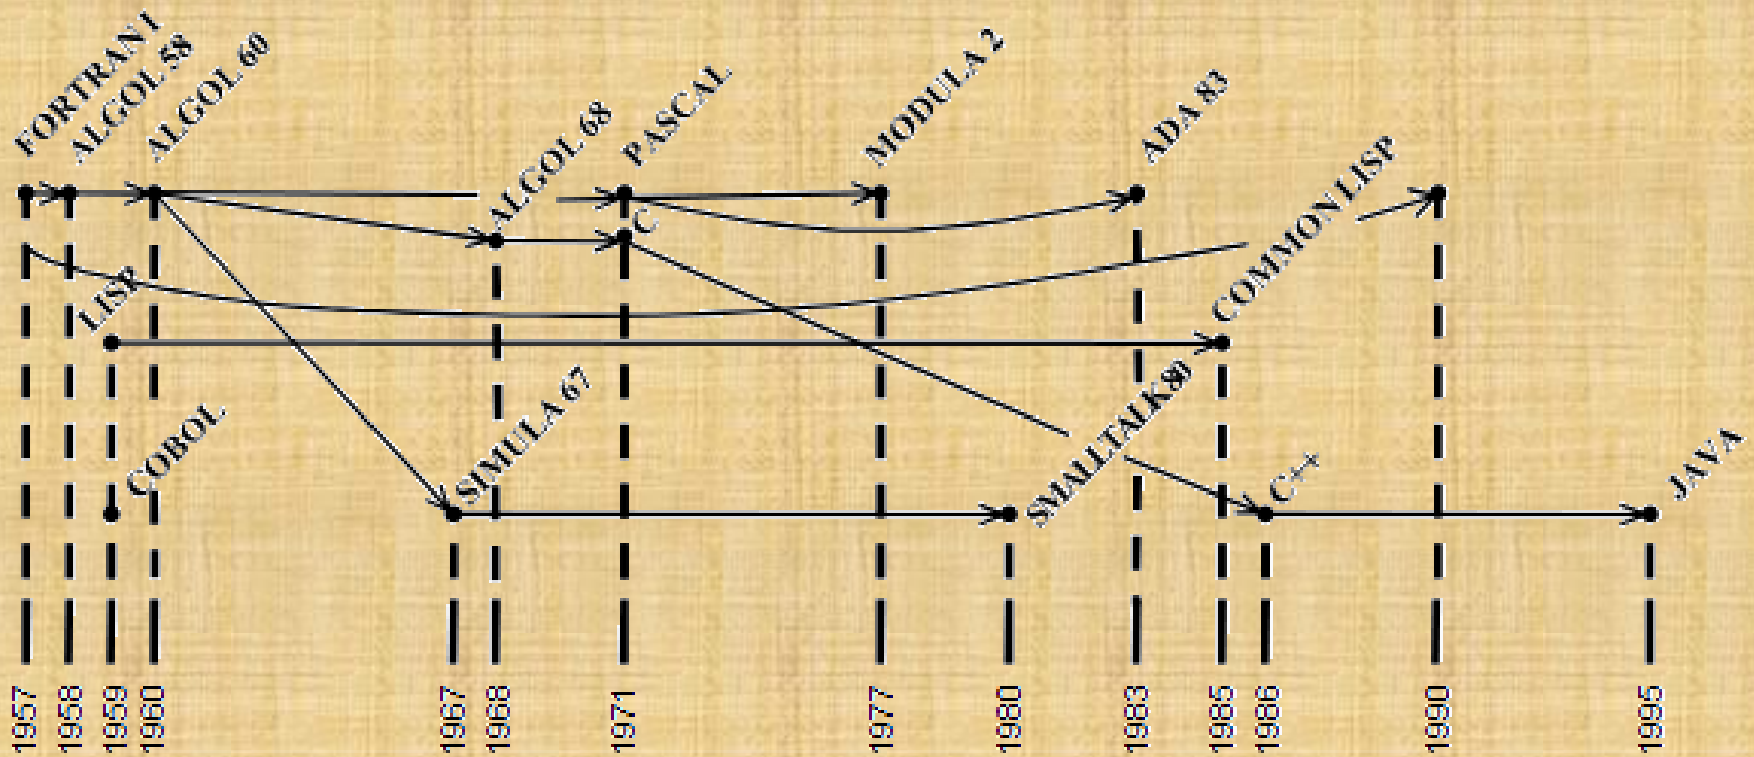 FORTRAN I
ALGOL 58
ALGOL 60
ALGOL 68
PASCAL
C
MODULA 2
ADA 83
LISP
COMMON LISP
COBOL
SIMULA 67
SMALLTALK 80
C++
JAVA
1957
1958
1959
1960
1967
1968
1971
1977
1980
1983
1985
1986
1990
1995